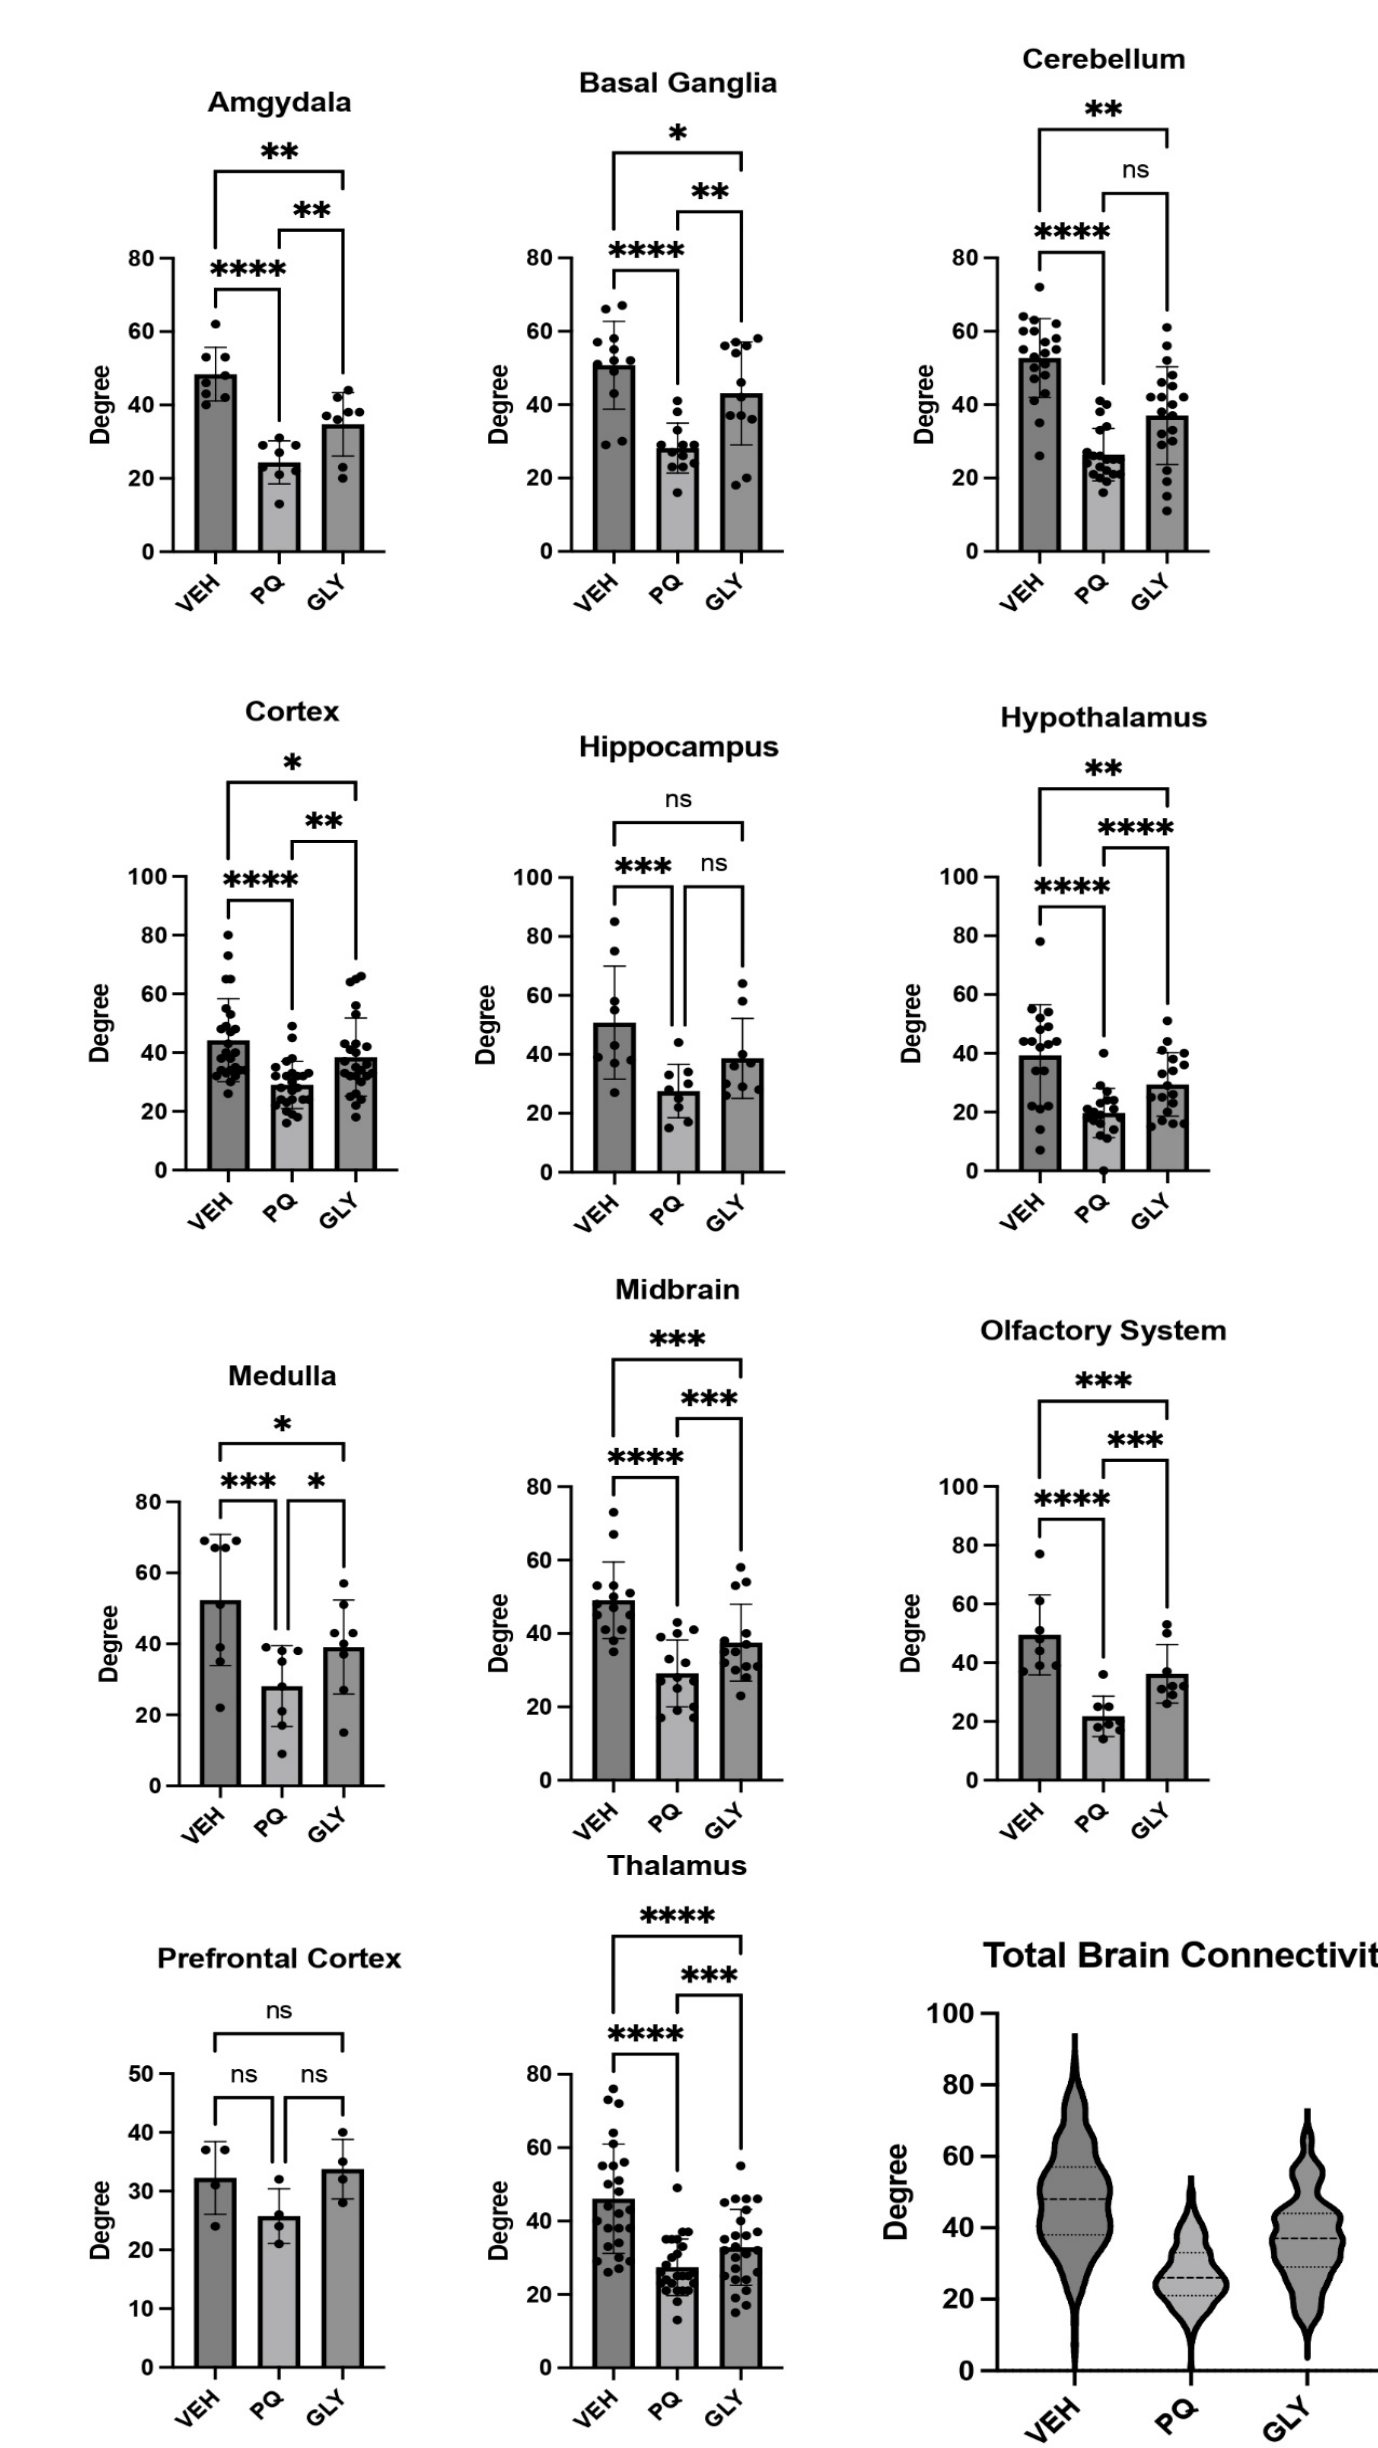 Amgydala
**
**
****
80
60
40
20
0
Degree
VEH
PQ
GLY
Basal Ganglia
*
**
****
80
60
40
20
0
Degree
VEH
PQ
GLY
Cerebellum
**
ns
****
80
60
40
20
0
Degree
VEH
PQ
GLY
Cortex
*
**
****
100
80
60
40
20
0
Degree
VEH
PQ
GLY
Hippocampus
ns
*** ns
100
80
60
40
20
0
Degree
VEH
PQ
GLY
Hypothalamus
**
****
****
100
80
60
40
20
0
Degree
VEH
PQ
GLY
Medulla
*
*** *
80
60
40
20
0
Degree
VEH
PQ
GLY
Midbrain
***
***
****
80
60
40
20
0
Degree
VEH
PQ
GLY
Olfactory System
***
***
****
100
80
60
40
20
0
Degree
VEH
PQ
GLY
Prefrontal Cortex
ns
ns ns
50
40
30
20
10
0
Degree
VEH
PQ
GLY
Thalamus
****
***
****
80
60
40
20
0
Degree
VEH
PQ
GLY
Total Brain Connectivit
100
80
60
40
20
0
Degree
VEH
PQ
GLY